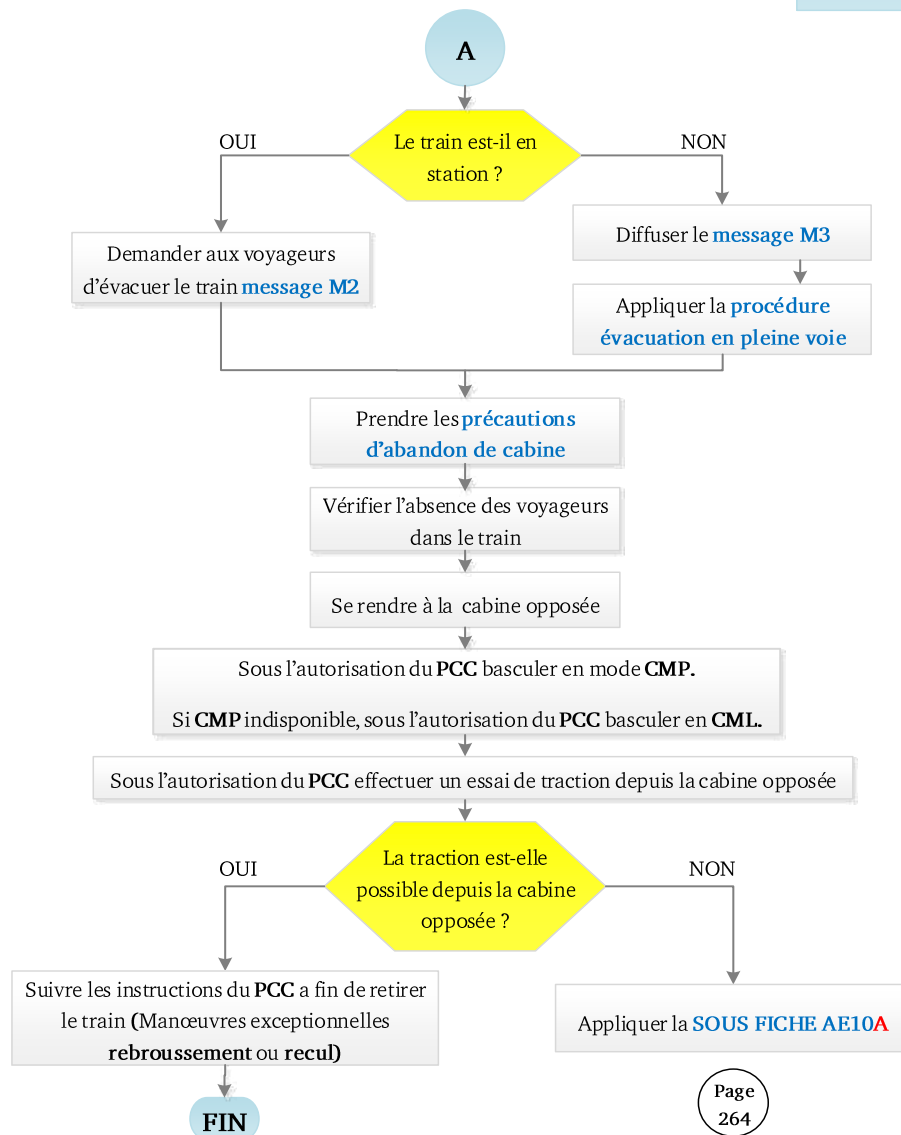 A
Le train est-il en
station ?
OUI
NON
Demander aux voyageurs
d'évacuer le train message M2
Diffuser le message M3
Appliquer la procédure
évacuation en pleine voie
Prendre les précautions
d'abandon de cabine
Vérifier l'absence des voyageurs
dans le train
Se rendre à la cabine opposée
Sous l'autorisation du PCC basculer en mode CMP.
Si CMP indisponible, sous l'autorisation du PCC basculer en CML.
Sous l'autorisation du PCC effectuer un essai de traction depuis la cabine opposée
La traction est-elle
possible depuis la cabine
opposée ?
OUI
NON
Suivre les instructions du PCC a fin de retirer
le train (Manœuvres exceptionnelles
rebroussement ou recul)
Appliquer la SOUS FICHE AE10A
Page
264
FIN